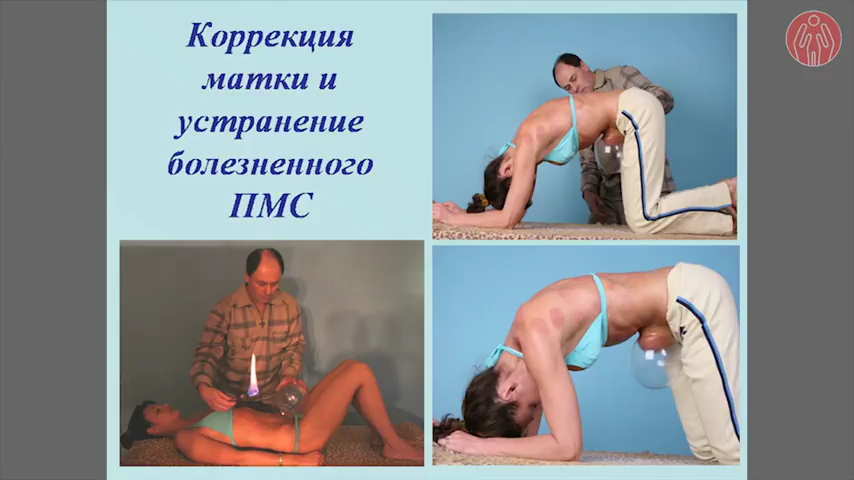 Коррекция
матки и
устранение
болезненного
ПМС